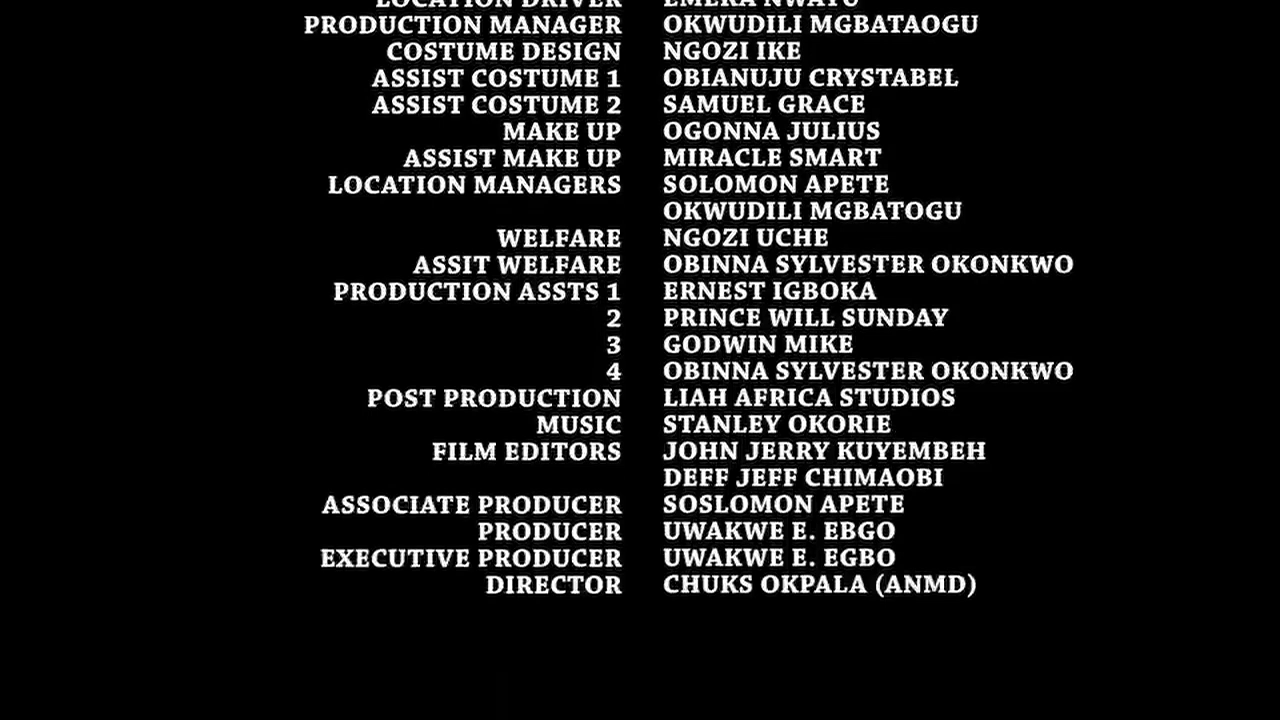 LOCATION DRIVER EMEKA NWAFO
PRODUCTION MANAGER OKWUDILI MGBATAOGU
COSTUME DESIGN NGOZI IKE
ASSIST COSTUME 1 OBIANUJU CRYSTABEL
ASSIST COSTUME 2 SAMUEL GRACE
MAKE UP OGONNA JULIUS
ASSIST MAKE UP MIRACLE SMART
LOCATION MANAGERS SOLOMON APETE
OKWUDILI MGBATOGU
WELFARE NGOZI UCHE
ASSIT WELFARE OBINNA SYLVESTER OKONKWO
PRODUCTION ASSTS 1 ERNEST IGBOKA
2 PRINCE WILL SUNDAY
3 GODWIN MIKE
4 OBINNA SYLVESTER OKONKWO
POST PRODUCTION LIAH AFRICA STUDIOS
MUSIC STANLEY OKORIE
FILM EDITORS JOHN JERRY KUYEMBEH
DEFF JEFF CHIMAOBI
ASSOCIATE PRODUCER SOSLOMON APETE
PRODUCER UWAKWE E. EBGO
EXECUTIVE PRODUCER UWAKWE E. EGBO
DIRECTOR CHUKS OKPALA (ANMD)